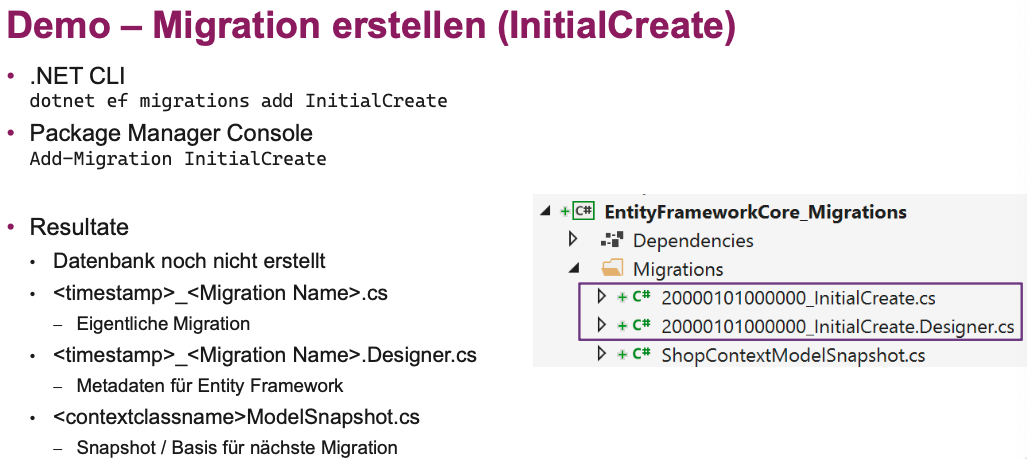 Demo – Migration erstellen (InitialCreate)
• .NET CLI
dotnet ef migrations add InitialCreate
• Package Manager Console
Add-Migration InitialCreate
• Resultate
• Datenbank noch nicht erstellt
• <timestamp>_<Migration Name>.cs
– Eigentliche Migration
• <timestamp>_<Migration Name>.Designer.cs
– Metadaten für Entity Framework
• <contextclassname>ModelSnapshot.cs
– Snapshot / Basis für nächste Migration
C# EntityFrameworkCore_Migrations
Dependencies
Migrations
+ C# 20000101000000_InitialCreate.cs
+ C# 20000101000000_InitialCreate.Designer.cs
+ C# ShopContextModelSnapshot.cs